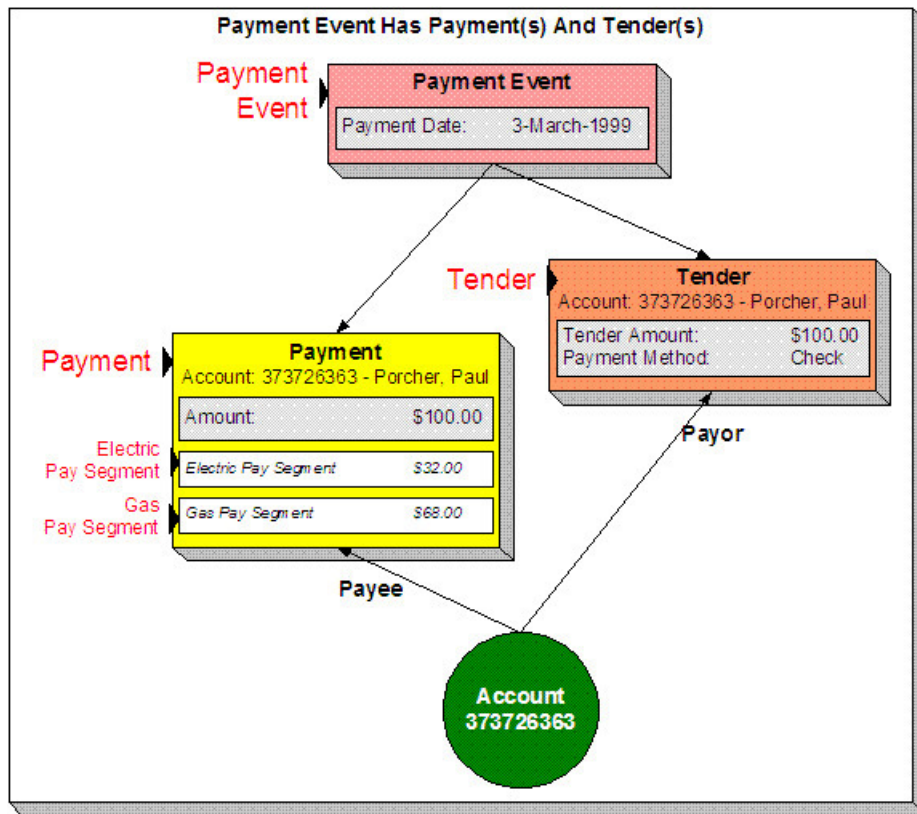 Payment Event Has Payment(s) And Tender(s)
Payment
Event
Payment Event
Payment Date: 3-March-1999
Tender
Tender
Account: 373726363 - Porcher, Paul
Tender Amount: $100.00
Payment Method: Check
Payment
Payment
Account: 373726363 - Porcher, Paul
Amount: $100.00
Electric
Pay Segment
Electric Pay Segment $32.00
Gas
Pay Segment
Gas Pay Segment $68.00
Payor
Payee
Account
373726363